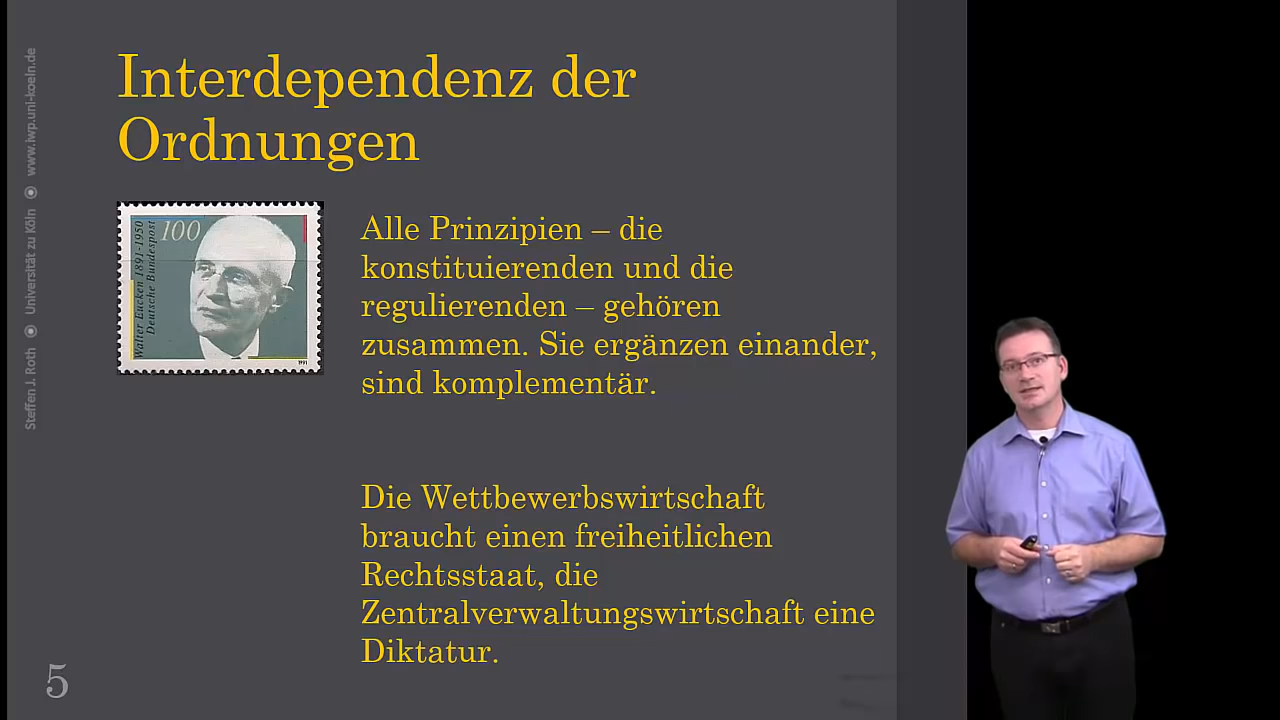 Interdependenz der
Ordnungen
100
Walter Eucken 1891-1950
Deutsche Bundespost
1991
Alle Prinzipien – die
konstituierenden und die
regulierenden – gehören
zusammen. Sie ergänzen einander,
sind komplementär.
Die Wettbewerbswirtschaft
braucht einen freiheitlichen
Rechtsstaat, die
Zentralverwaltungswirtschaft eine
Diktatur.
Steffen J. Roth ◉ Universität zu Köln ◉ www.iwp.uni-koeln.de
5